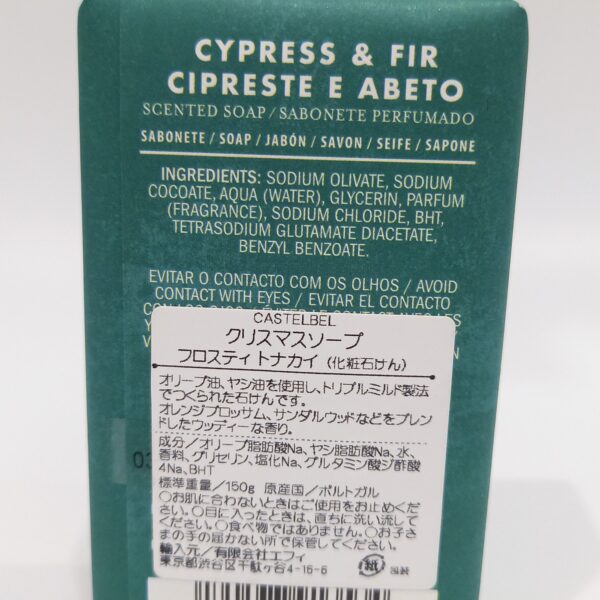 CYPRESS & FIR
CIPRESTE E ABETO
SCENTED SOAP / SABONETE PERFUMADO
SABONETE / SOAP / JABÓN / SAVON / SEIFE / SAPONE
INGREDIENTS: SODIUM OLIVATE, SODIUM
COCOATE, AQUA (WATER), GLYCERIN, PARFUM
(FRAGRANCE), SODIUM CHLORIDE, BHT,
TETRASODIUM GLUTAMATE DIACETATE,
BENZYL BENZOATE.
EVITAR O CONTACTO COM OS OLHOS / AVOID
CONTACT WITH EYES / EVITAR EL CONTACTO
CASTELBEL
クリスマスソープ
フロスティトナカイ (化粧石けん)
オリーブ油、ヤシ油を使用し、トリプルミルド製法
でつくられた石けんです。
オレンジブロッサム、サンダルウッドなどをブレン
ドしたウッディーな香り。
成分/オリーブ脂肪酸Na、ヤシ脂肪酸Na、水、
香料、グリセリン、塩化Na、グルタミン酸ジ酢酸
4Na、BHT
標準重量/150g 原産国/ポルトガル
○お肌に合わないときはご使用をお止めくだ
さい。○目に入ったときは、直ちに洗い流して
ください。○食べ物ではありません。○お子さ
まの手の届かない所で保管してください。
輸入元/有限会社エフィ
東京都渋谷区千駄ヶ谷4-16-6
紙 包装